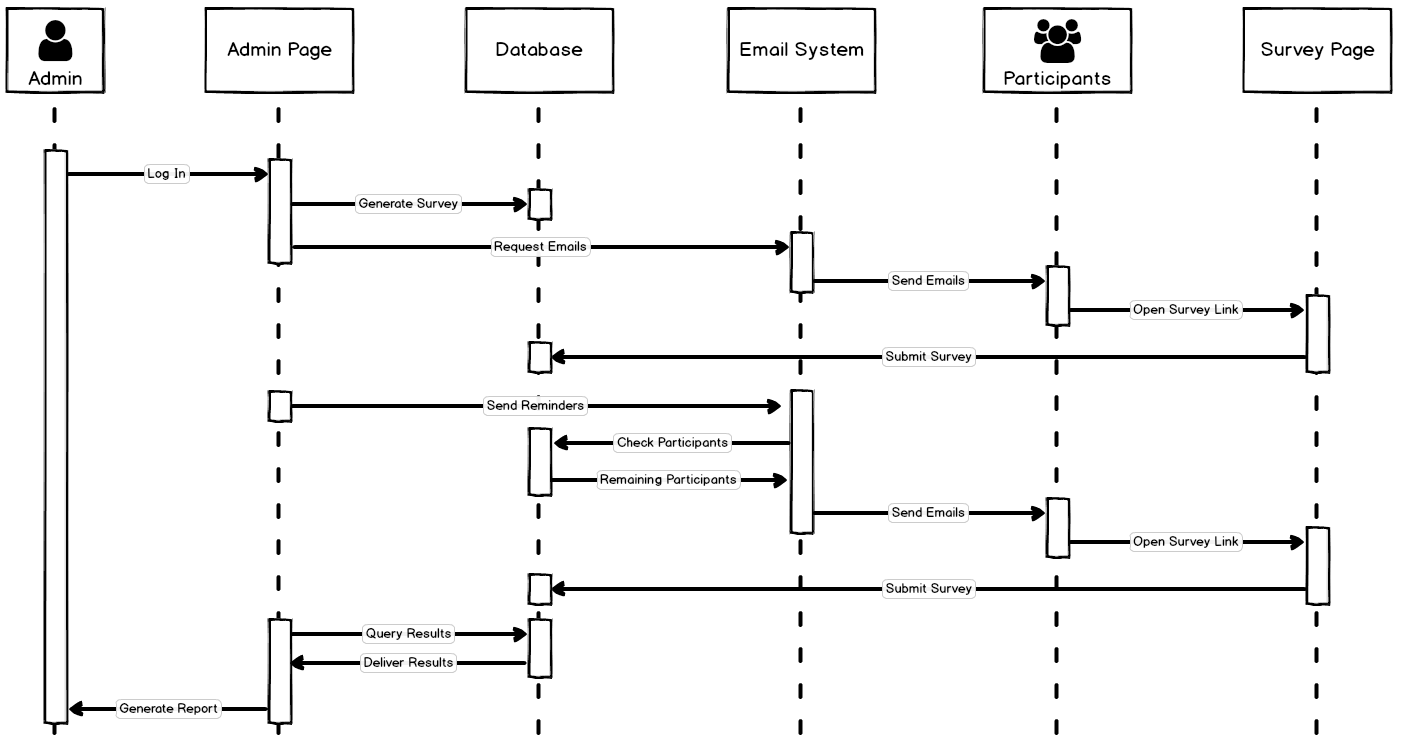 Admin
Admin Page
Database
Email System
Participants
Survey Page
Log In
Generate Survey
Request Emails
Send Emails
Open Survey Link
Submit Survey
Send Reminders
Check Participants
Remaining Participants
Send Emails
Open Survey Link
Submit Survey
Query Results
Deliver Results
Generate Report